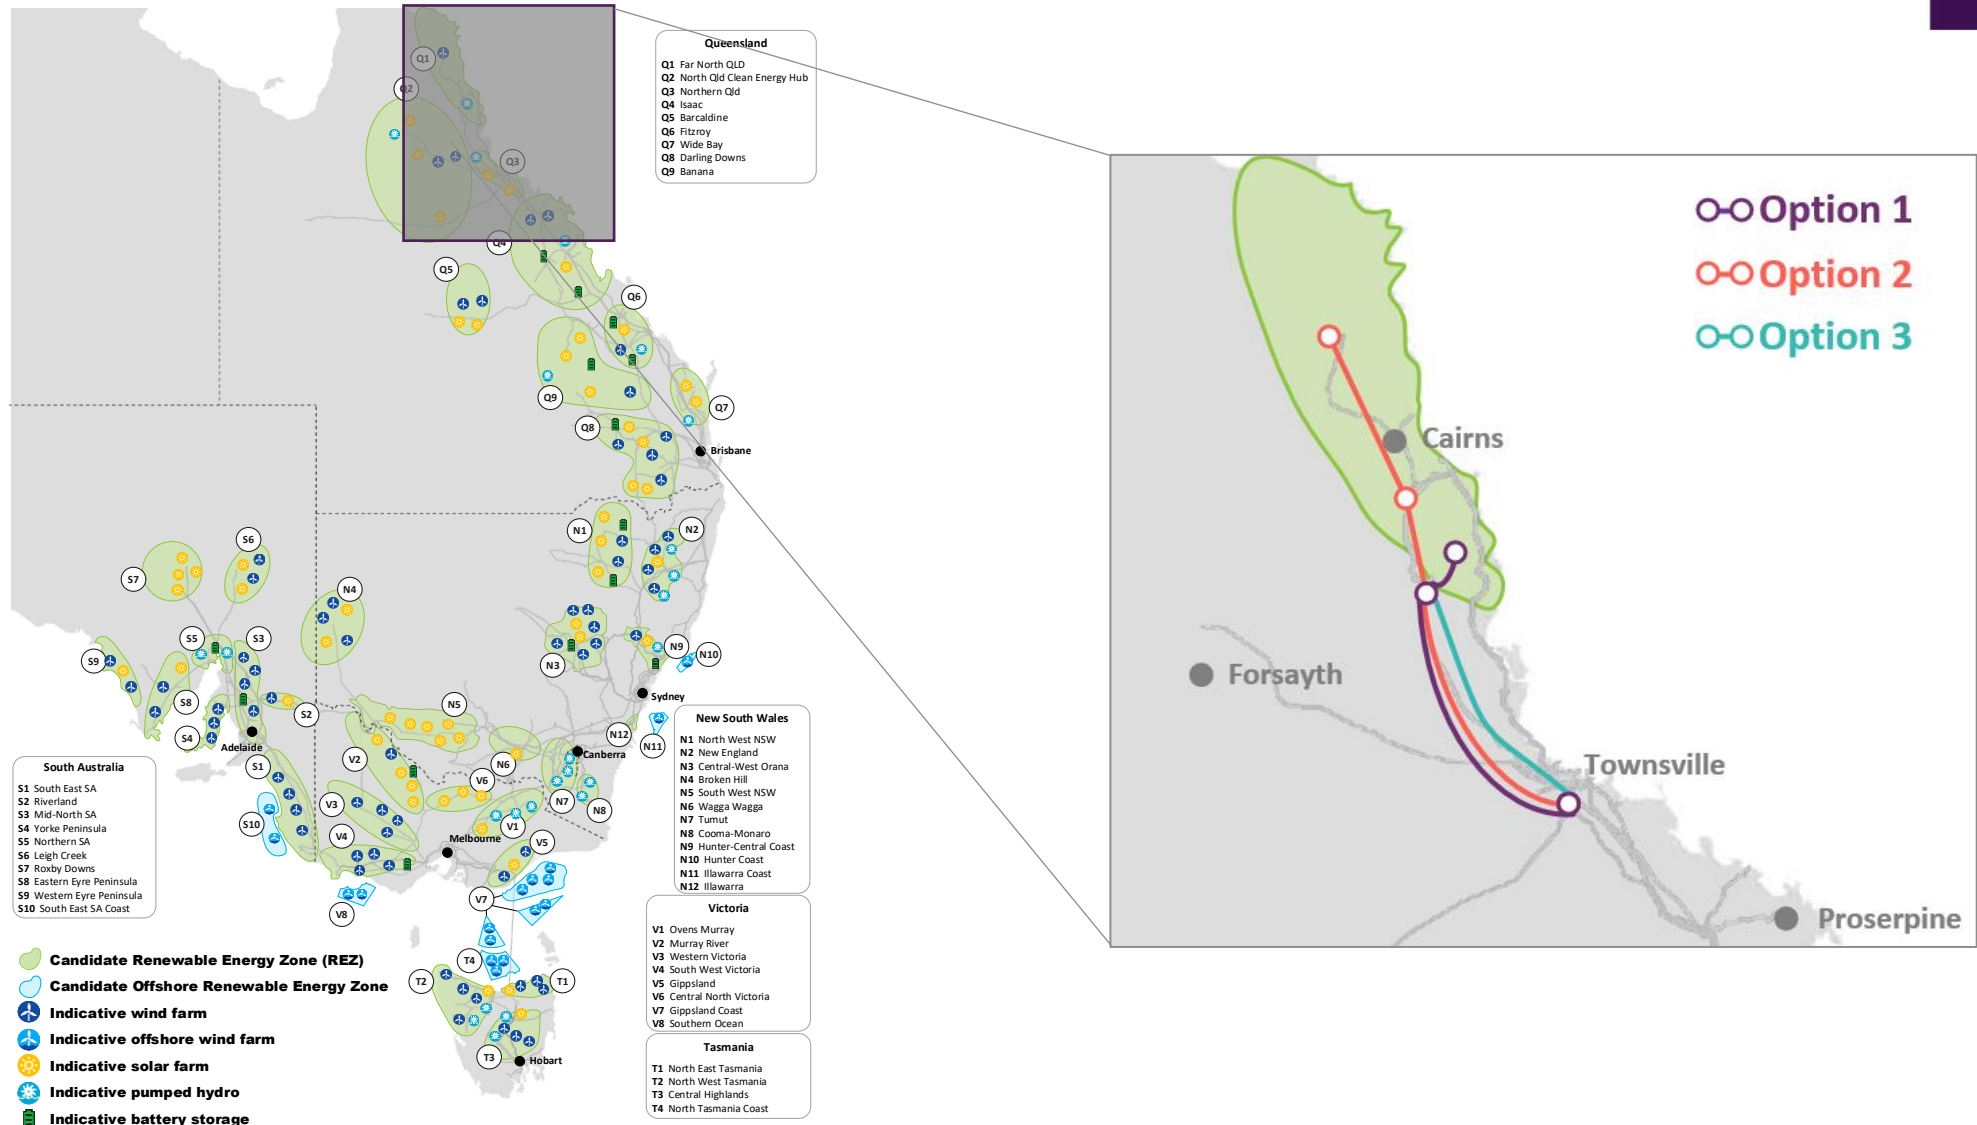 Queensland
Q1 Far North QLD
Q2 North Qld Clean Energy Hub
Q3 Northern Qld
Q4 Isaac
Q5 Barcaldine
Q6 Fitzroy
Q7 Wide Bay
Q8 Darling Downs
Q9 Banana
Q1
Q2
Q3
Q4
Q5
Q6
Q9
Q7
Q8
Brisbane
N1
N2
S6
S7
N4
S5
S3
S9
N3
N9
N10
Sydney
S8
S2
N5
S4
Adelaide
N12
N11
Canberra
S1
V2
N6
V6
V3
N7
N8
S10
V4
V1
Melbourne
V5
V7
V8
T4
T2
T1
T3
Hobart
South Australia
S1 South East SA
S2 Riverland
S3 Mid-North SA
S4 Yorke Peninsula
S5 Northern SA
S6 Leigh Creek
S7 Roxby Downs
S8 Eastern Eyre Peninsula
S9 Western Eyre Peninsula
S10 South East SA Coast
New South Wales
N1 North West NSW
N2 New England
N3 Central-West Orana
N4 Broken Hill
N5 South West NSW
N6 Wagga Wagga
N7 Tumut
N8 Cooma-Monaro
N9 Hunter-Central Coast
N10 Hunter Coast
N11 Illawarra Coast
N12 Illawarra
Victoria
V1 Ovens Murray
V2 Murray River
V3 Western Victoria
V4 South West Victoria
V5 Gippsland
V6 Central North Victoria
V7 Gippsland Coast
V8 Southern Ocean
Tasmania
T1 North East Tasmania
T2 North West Tasmania
T3 Central Highlands
T4 North Tasmania Coast
Candidate Renewable Energy Zone (REZ)
Candidate Offshore Renewable Energy Zone
Indicative wind farm
Indicative offshore wind farm
Indicative solar farm
Indicative pumped hydro
Indicative battery storage
Option 1
Option 2
Option 3
Cairns
Forsayth
Townsville
Proserpine